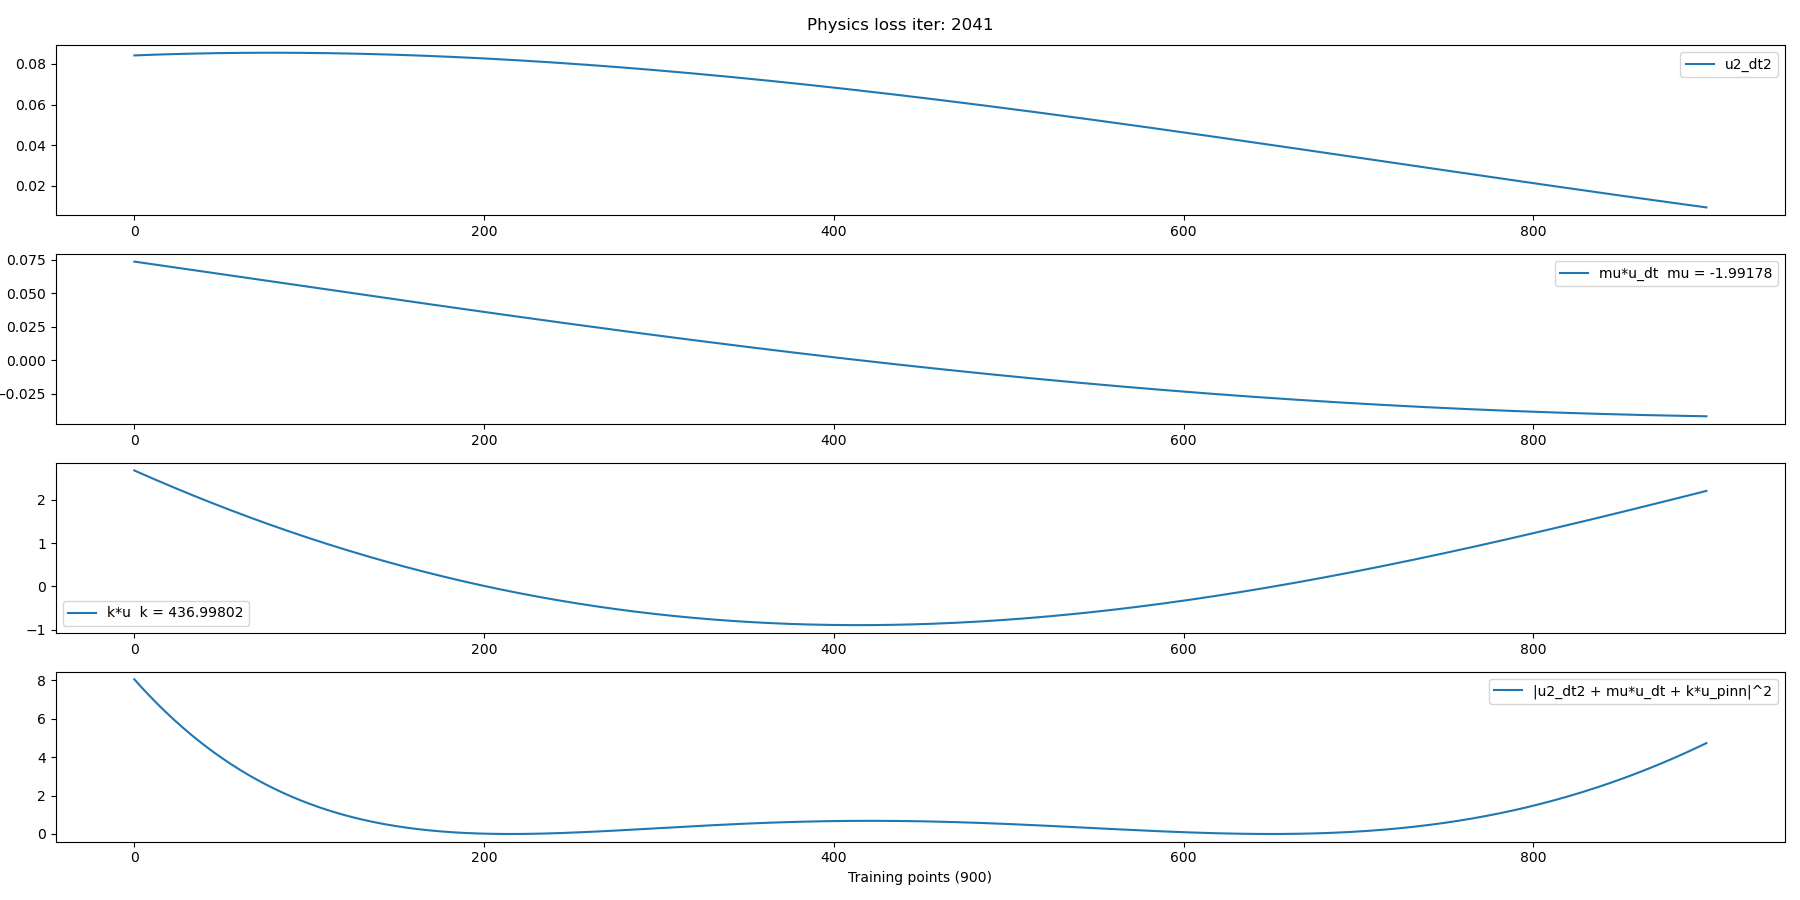 Physics loss iter: 2041
0.08
0.06
0.04
0.02
u2_dt2
0 200 400 600 800
0.075
0.050
0.025
0.000
−0.025
mu*u_dt  mu = -1.99178
0 200 400 600 800
2
1
0
−1
k*u  k = 436.99802
0 200 400 600 800
8
6
4
2
0
|u2_dt2 + mu*u_dt + k*u_pinn|^2
0 200 400 600 800
Training points (900)